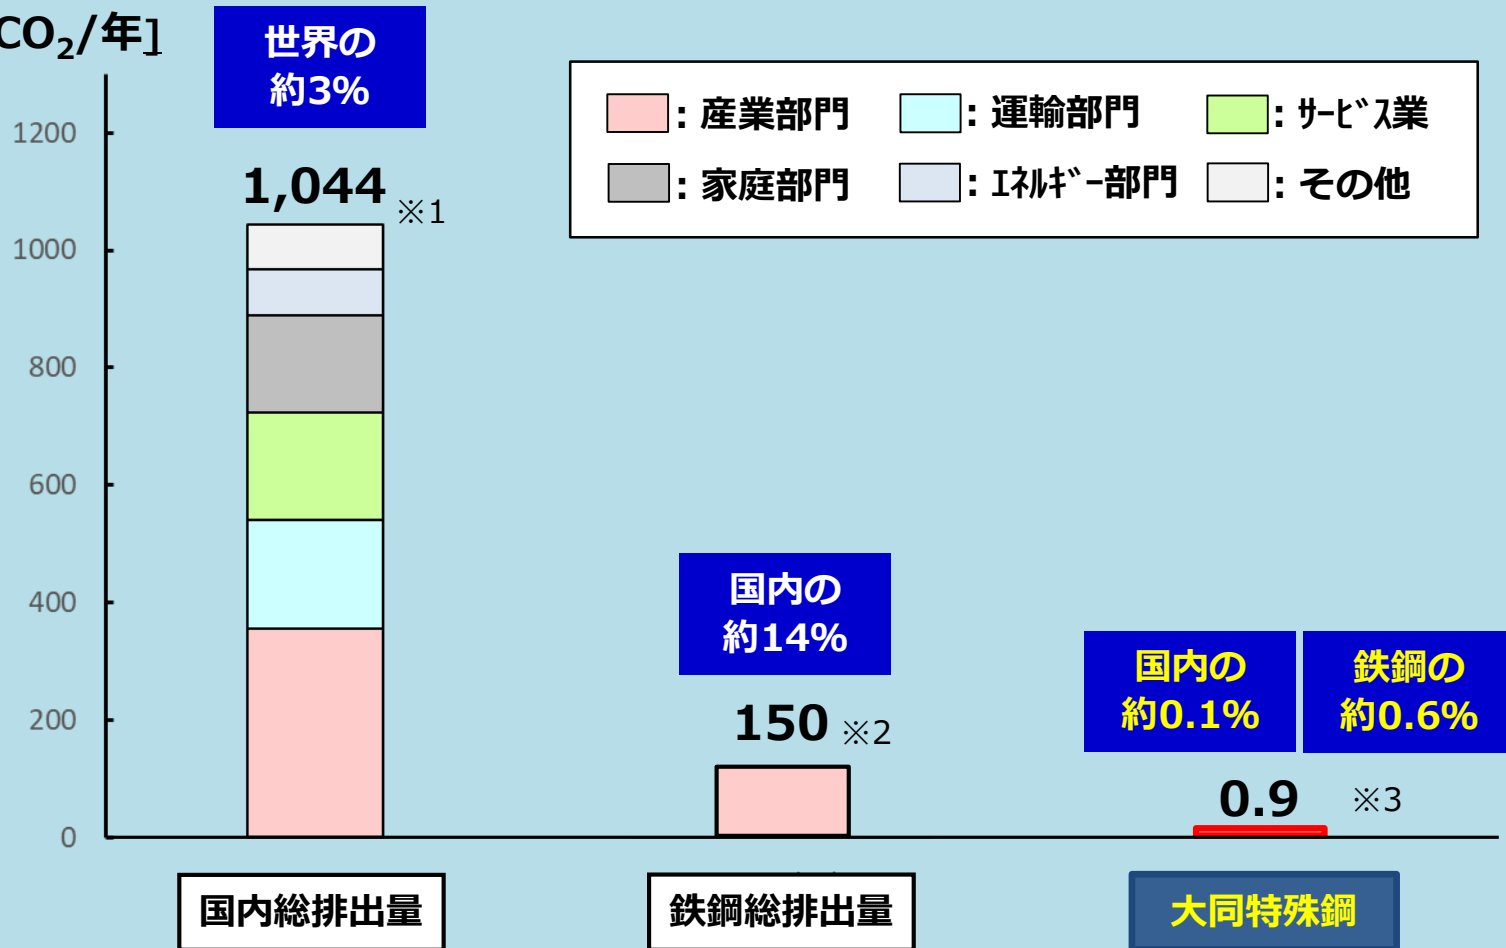 CO₂/年]
世界の
約3%
：産業部門 ：運輸部門 ：ｻｰﾋﾞｽ業
：家庭部門 ：ｴﾈﾙｷﾞｰ部門 ：その他
1200
1,044 ※1
1000
800
600
国内の
約14%
400
国内の
約0.1%
鉄鋼の
約0.6%
200
150 ※2
0.9 ※3
0
国内総排出量
鉄鋼総排出量
大同特殊鋼